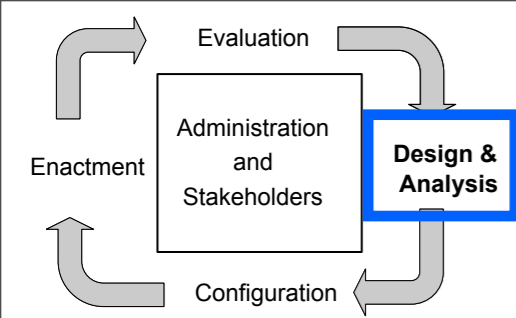 Evaluation
Administration
and
Stakeholders
Design &
Analysis
Enactment
Configuration